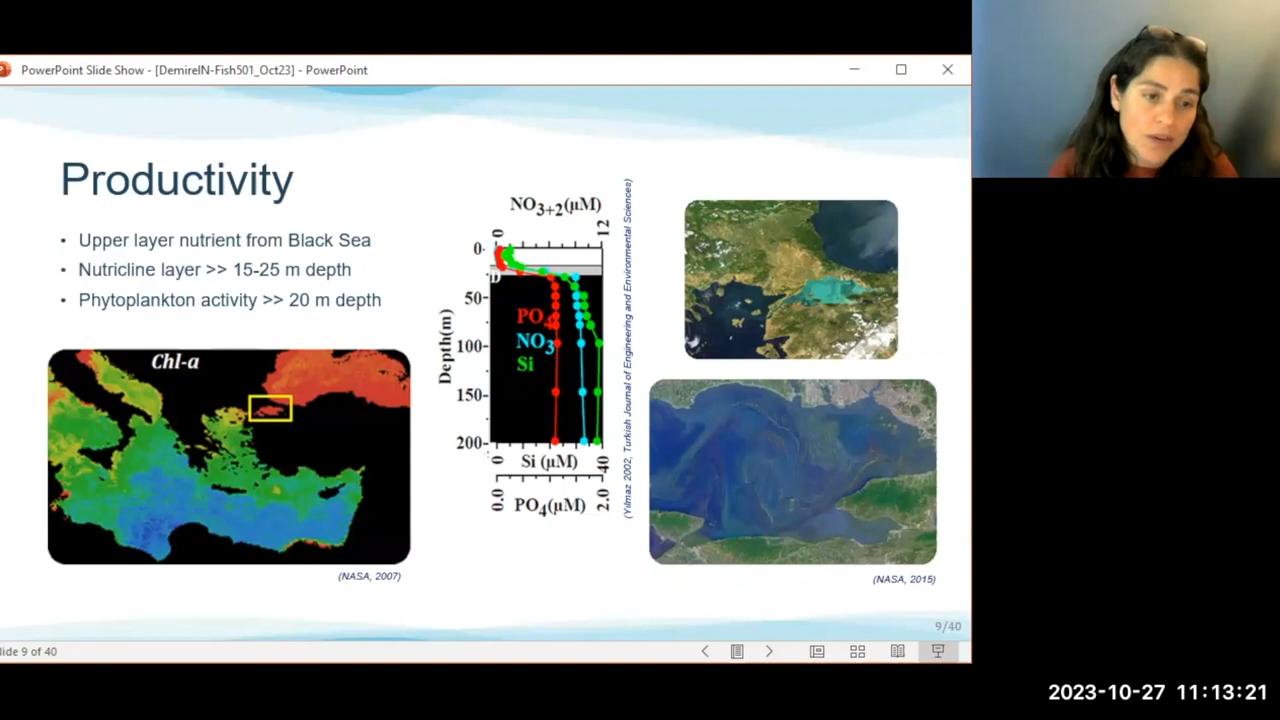 PowerPoint Slide Show - [DemirelN-Fish501_Oct23] - PowerPoint
Productivity
• Upper layer nutrient from Black Sea
• Nutricline layer >> 15-25 m depth
• Phytoplankton activity >> 20 m depth
Chl-a
(NASA, 2007)
NO3+2(µM)
0 12
0
50
100
150
200
Depth(m)
PO4
NO3
Si
0 Si (µM) 40
0.0 PO4(µM) 2.0
(Yılmaz 2002, Turkish Journal of Engineering and Environmental Sciences)
(NASA, 2015)
9/40
lide 9 of 40
2023-10-27 11:13:21